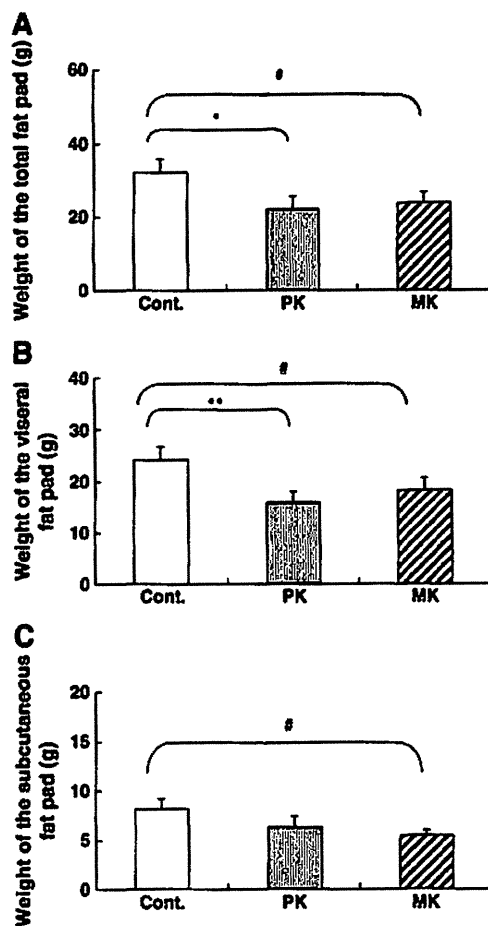 A
Weight of the total fat pad (g)
60
40
20
0
#
*
Cont.
PK
MK
B
Weight of the viseral
fat pad (g)
40
30
20
10
0
#
**
Cont.
PK
MK
C
Weight of the subcutaneous
fat pad (g)
20
15
10
5
0
#
Cont.
PK
MK